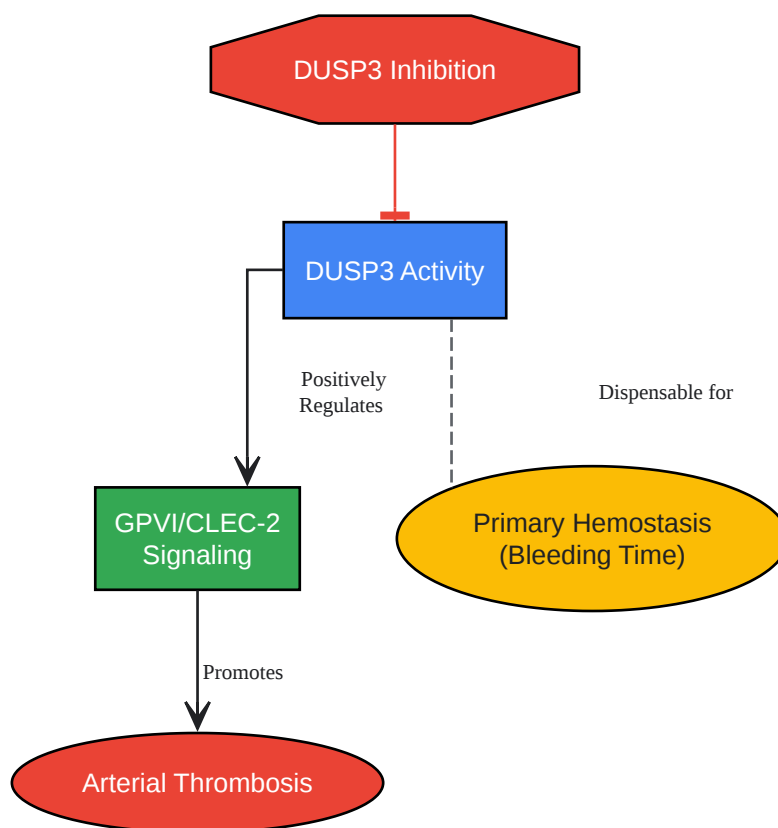 DUSP3 Inhibition
DUSP3 Activity
Positively
Regulates
Dispensable for
GPVI/CLEC-2
Signaling
Primary Hemostasis
(Bleeding Time)
Promotes
Arterial Thrombosis